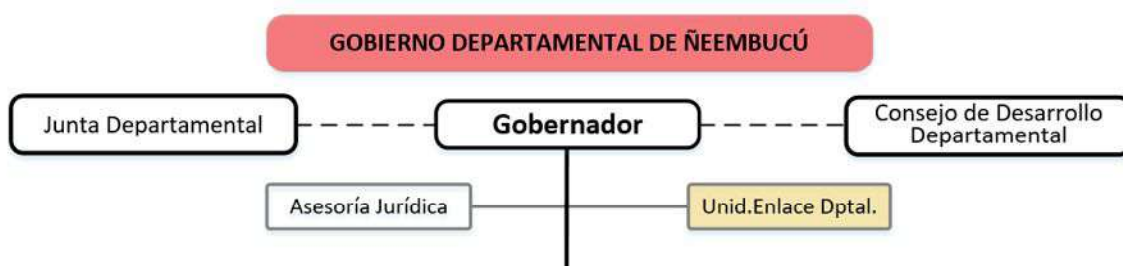 GOBIERNO DEPARTAMENTAL DE ÑEEMBUCÚ
Junta Departamental
Gobernador
Consejo de Desarrollo
Departamental
Asesoría Jurídica
Unid.Enlace Dptal.